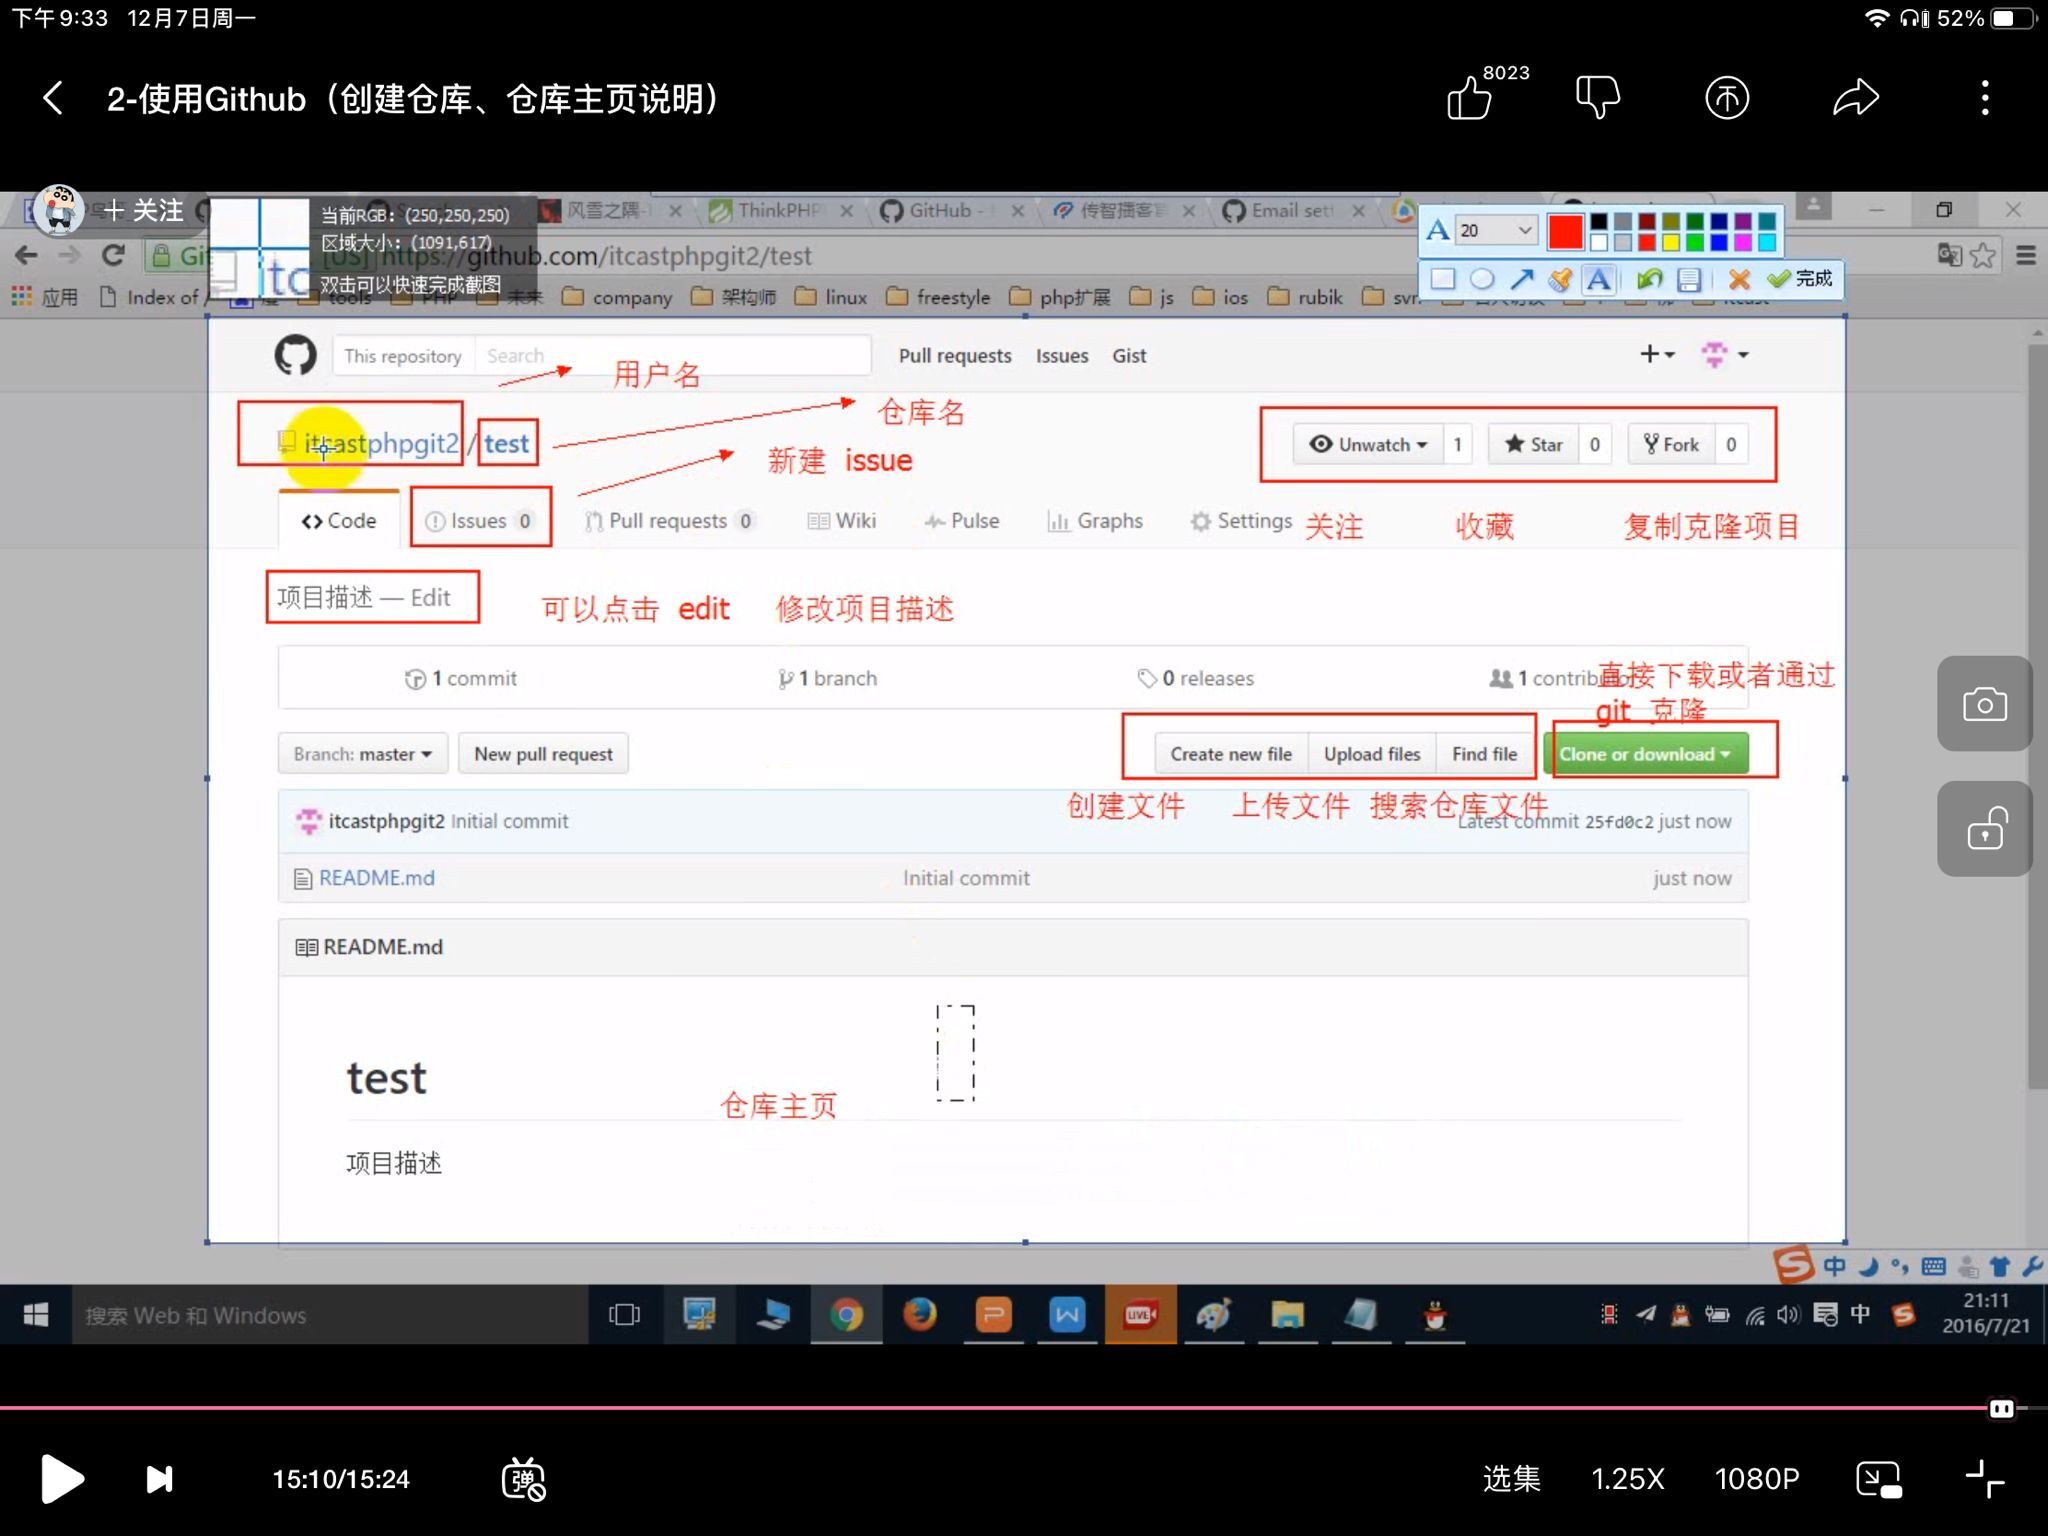 下午9:33 12月7日周一
52%
2-使用Github（创建仓库、仓库主页说明）
8023
+ 关注
当前RGB：(250,250,250)
区域大小：(1091,617)
双击可以快速完成截图
风雪之隅-
ThinkPHP
GitHub -
传智播客官
Email sett
[US] https://github.com/itcastphpgit2/test
20
完成
应用
Index of /
tools
PHP
未来
company
架构师
linux
freestyle
php扩展
js
ios
rubik
svn
itcast
This repository
Search
Pull requests
Issues
Gist
用户名
itcastphpgit2 / test
仓库名
新建 issue
Unwatch 1
Star 0
Fork 0
Code
Issues 0
Pull requests 0
Wiki
Pulse
Graphs
Settings
关注
收藏
复制克隆项目
项目描述 — Edit
可以点击 edit 修改项目描述
1 commit
1 branch
0 releases
1 contributor
直接下载或者通过
git 克隆
Branch: master
New pull request
Create new file
Upload files
Find file
Clone or download
创建文件
上传文件
搜索仓库文件
itcastphpgit2 Initial commit
Latest commit 25fd0c2 just now
README.md
Initial commit
just now
README.md
test
仓库主页
项目描述
中
搜索 Web 和 Windows
LIVE
中
21:11
2016/7/21
15:10/15:24
弹
选集
1.25X
1080P